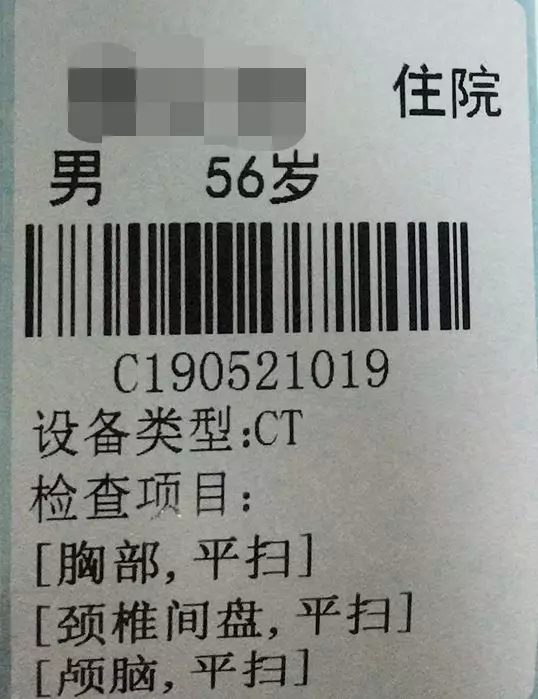 住院
男 56岁
C190521019
设备类型:CT
检查项目:
[胸部,平扫]
[颈椎间盘,平扫]
[颅脑,平扫]